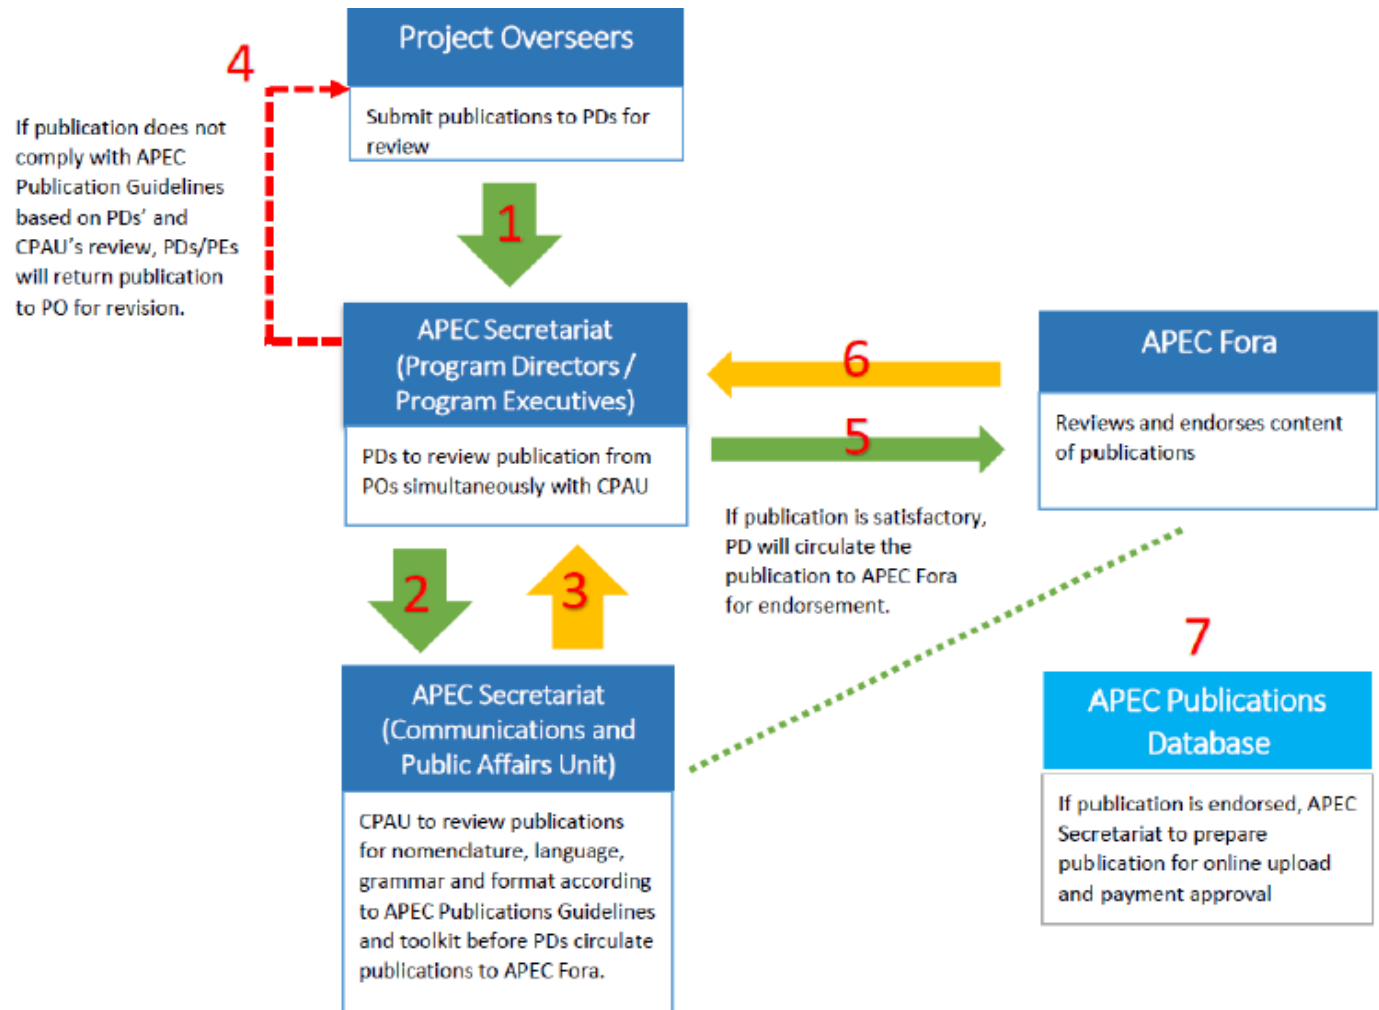 Project Overseers
Submit publications to PDs for
review
4
If publication does not
comply with APEC
Publication Guidelines
based on PDs' and
CPAU's review, PDs/PEs
will return publication
to PO for revision.
1
APEC Secretariat
(Program Directors /
Program Executives)
PDs to review publication from
POs simultaneously with CPAU
2
3
APEC Secretariat
(Communications and
Public Affairs Unit)
CPAU to review publications
for nomenclature, language,
grammar and format according
to APEC Publications Guidelines
and toolkit before PDs circulate
publications to APEC Fora.
6
5
If publication is satisfactory,
PD will circulate the
publication to APEC Fora
for endorsement.
APEC Fora
Reviews and endorses content
of publications
7
APEC Publications
Database
If publication is endorsed, APEC
Secretariat to prepare
publication for online upload
and payment approval